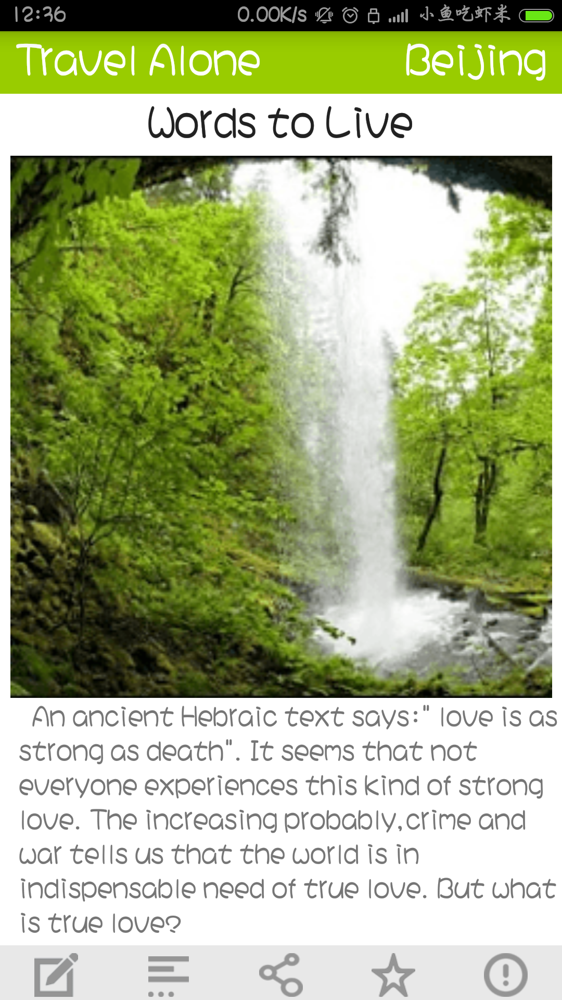 12:36 0.00K/s 小鱼吃虾米
Travel Alone Beijing
Words to Live
An ancient Hebraic text says:" love is as
strong as death". It seems that not
everyone experiences this kind of strong
love. The increasing probably,crime and
war tells us that the world is in
indispensable need of true love. But what
is true love?